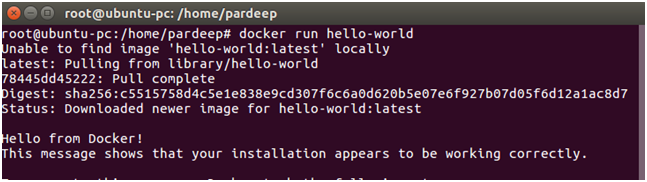 root@ubuntu-pc: /home/pardeep
root@ubuntu-pc:/home/pardeep# docker run hello-world
Unable to find image 'hello-world:latest' locally
latest: Pulling from library/hello-world
78445dd45222: Pull complete
Digest: sha256:c5515758d4c5e1e838e9cd307f6c6a0d620b5e07e6f927b07d05f6d12a1ac8d7
Status: Downloaded newer image for hello-world:latest
Hello from Docker!
This message shows that your installation appears to be working correctly.